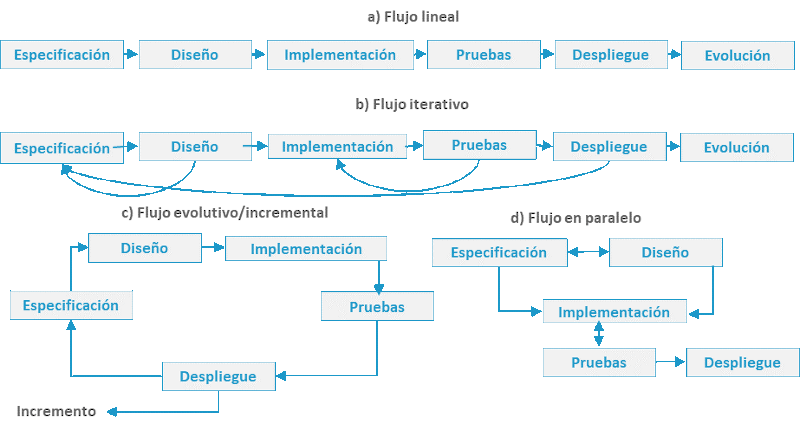 a) Flujo lineal
Especificación Diseño Implementación Pruebas Despliegue Evolución
b) Flujo iterativo
Especificación Diseño Implementación Pruebas Despliegue Evolución
c) Flujo evolutivo/incremental
Diseño Implementación
Especificación Pruebas
Despliegue
Incremento
d) Flujo en paralelo
Especificación Diseño
Implementación
Pruebas Despliegue